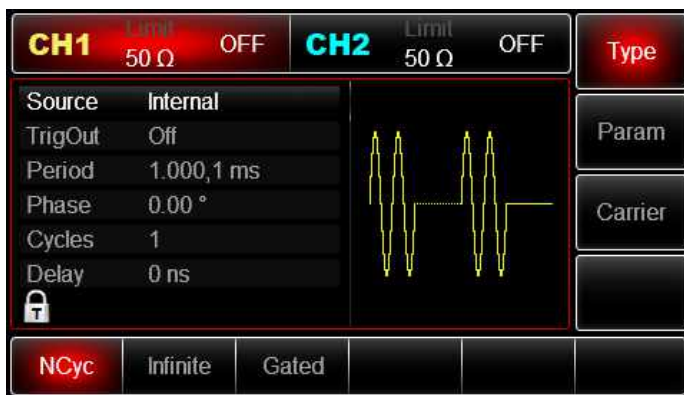 CH1 Limit 50 Ω OFF CH2 Limit 50 Ω OFF Type
Source Internal
TrigOut Off
Param
Period 1.000,1 ms
Phase 0.00 °
Carrier
Cycles 1
Delay 0 ns
T
NCyc Infinite Gated